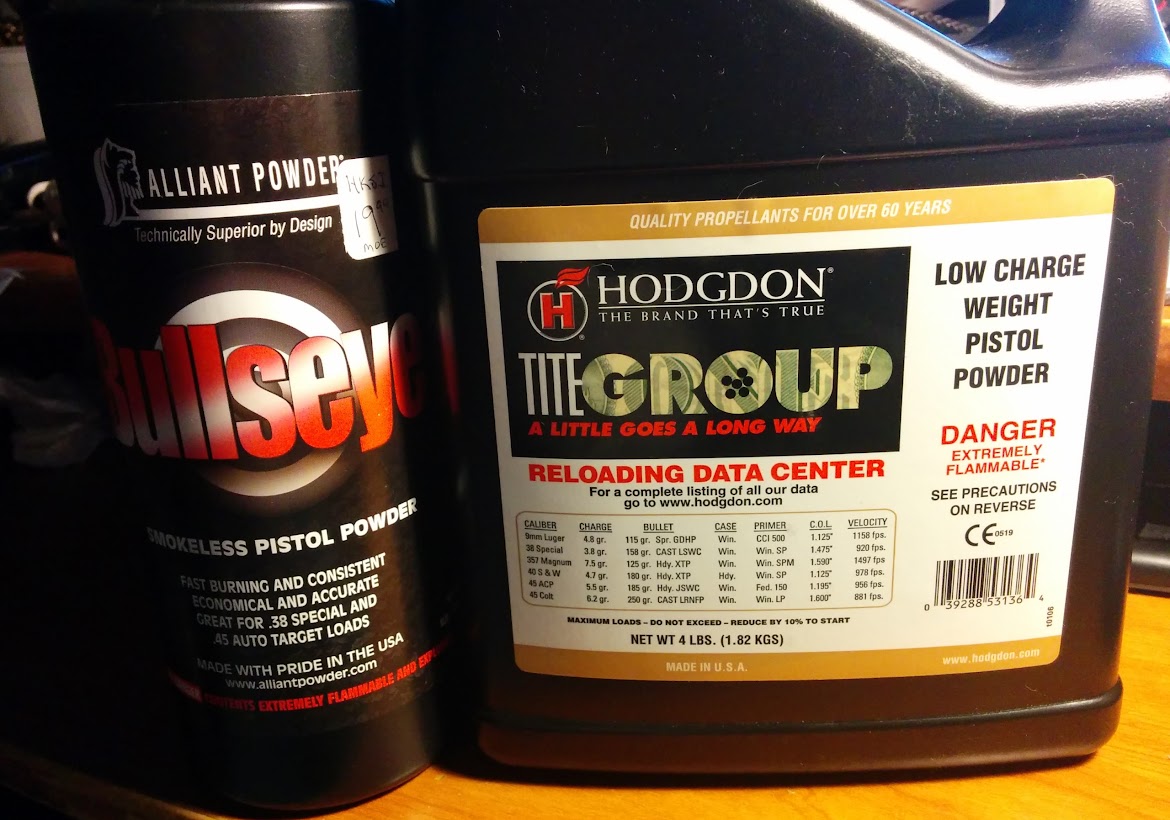 ALLIANT POWDER
Technically Superior by Design
19
Bullseye
SMOKELESS PISTOL POWDER
FAST BURNING AND CONSISTENT
ECONOMICAL AND ACCURATE
GREAT FOR .38 SPECIAL AND
.45 AUTO TARGET LOADS
MADE WITH PRIDE IN THE USA
www.alliantpowder.com
EXTREMELY FLAMMABLE AND
QUALITY PROPELLANTS FOR OVER 60 YEARS
H HODGDON®
THE BRAND THAT'S TRUE
TITEGROUP
A LITTLE GOES A LONG WAY
RELOADING DATA CENTER
For a complete listing of all our data
go to www.hodgdon.com
CALIBER CHARGE BULLET CASE PRIMER C.O.L. VELOCITY
9mm Luger 4.8 gr. 115 gr. Spr. GDHP Win. CCI 500 1.125" 1158 fps.
38 Special 3.8 gr. 158 gr. CAST LSWC Win. Win. SP 1.475" 920 fps.
357 Magnum 7.5 gr. 125 gr. Hdy. XTP Win. Win. SPM 1.590" 1497 fps.
40 S & W 4.7 gr. 180 gr. Hdy. XTP Hdy. Win. SP 1.125" 978 fps.
45 ACP 5.5 gr. 185 gr. Hdy. JSWC Win. Fed. 150 1.195" 956 fps.
45 Colt 6.2 gr. 250 gr. CAST LRNFP Win. Win. LP 1.600" 881 fps.
MAXIMUM LOADS – DO NOT EXCEED – REDUCE BY 10% TO START
NET WT 4 LBS. (1.82 KGS)
MADE IN U.S.A.
LOW CHARGE
WEIGHT
PISTOL
POWDER
DANGER
EXTREMELY
FLAMMABLE*
SEE PRECAUTIONS
ON REVERSE
CE 0519
0 39288 53136 4
10106
www.hodgdon.com